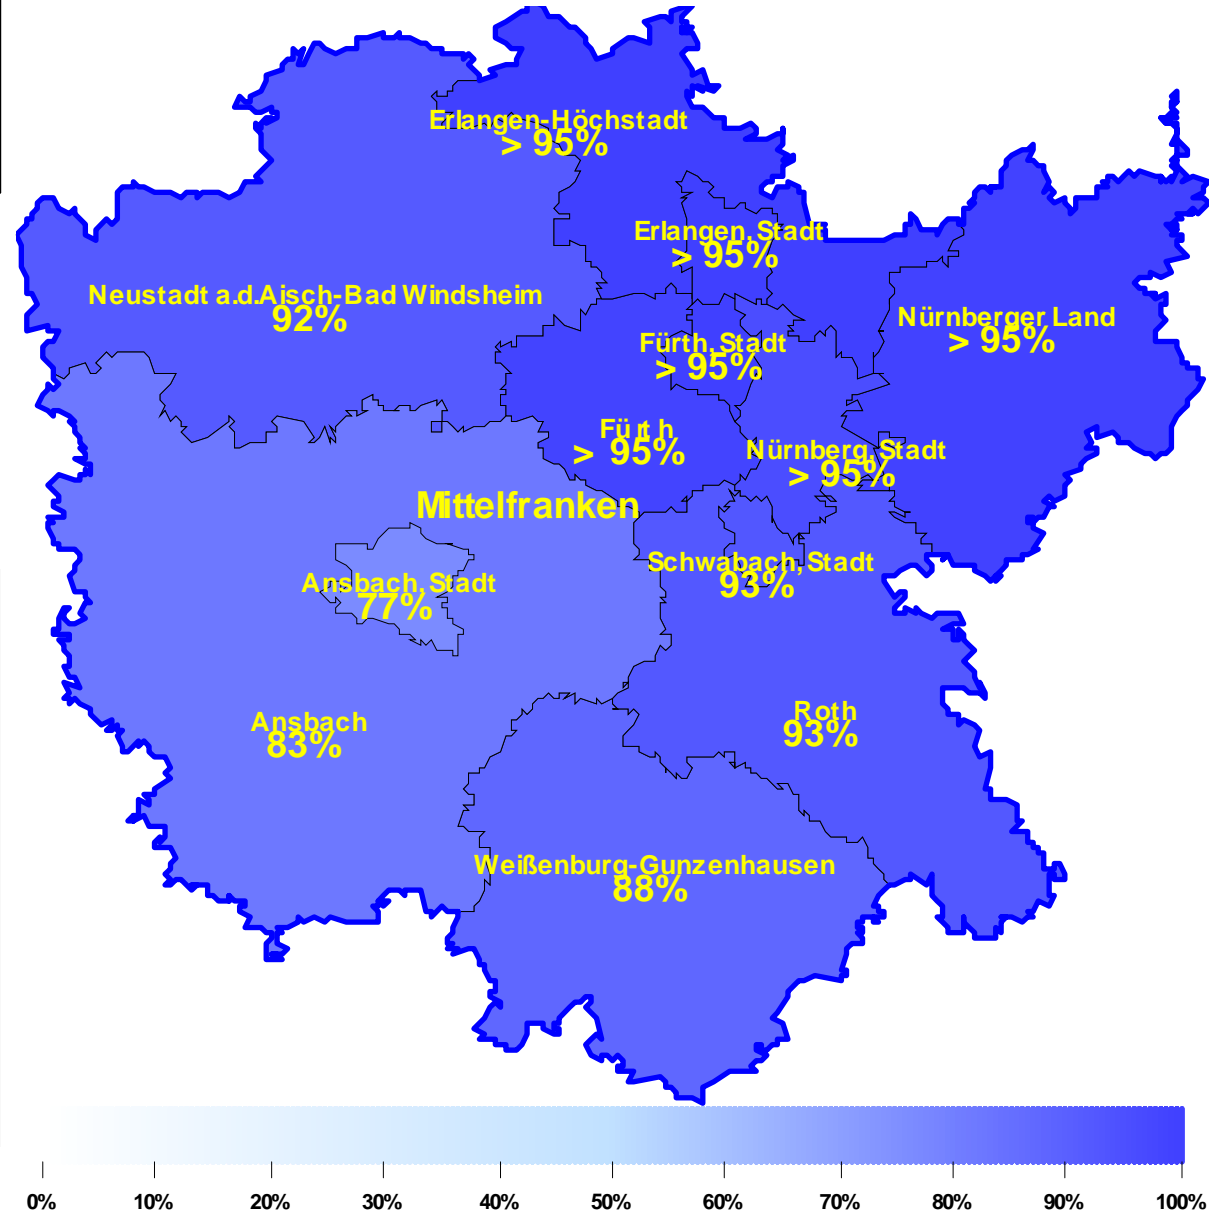 Erlangen-Höchstadt
> 95%
Erlangen,Stadt
> 95%
Neustadt a.d.Aisch-Bad Windsheim
92%
Nürnberger Land
> 95%
Fürth,Stadt
> 95%
Fürth
> 95%
Nürnberg,Stadt
> 95%
Mittelfranken
Schwabach,Stadt
93%
Ansbach,Stadt
77%
Roth
93%
Ansbach
83%
Weißenburg-Gunzenhausen
88%
0% 10% 20% 30% 40% 50% 60% 70% 80% 90% 100%